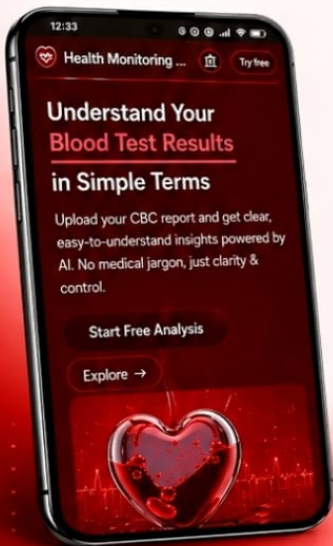 12:33
Health Monitoring ...
Try free
Understand Your
Blood Test Results
in Simple Terms
Upload your CBC report and get clear,
easy-to-understand insights powered by
AI. No medical jargon, just clarity &
control.
Start Free Analysis
Explore →